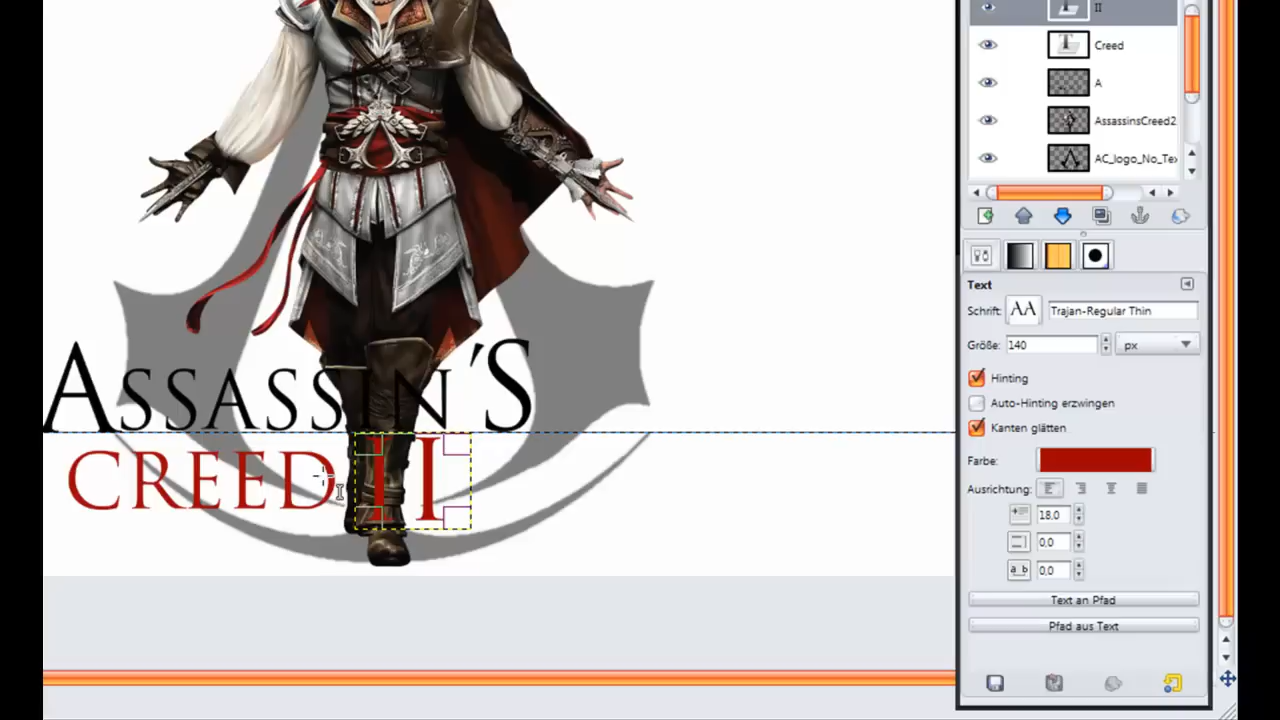 II
Creed
A
AssassinsCreed2
AC_logo_No_Te
Text
Schrift: AA Trajan-Regular Thin
Größe: 140 px
Hinting
Auto-Hinting erzwingen
Kanten glätten
Farbe:
Ausrichtung:
18,0
0,0
a b 0,0
Text an Pfad
Pfad aus Text
ASSASSIN'S
CREED II